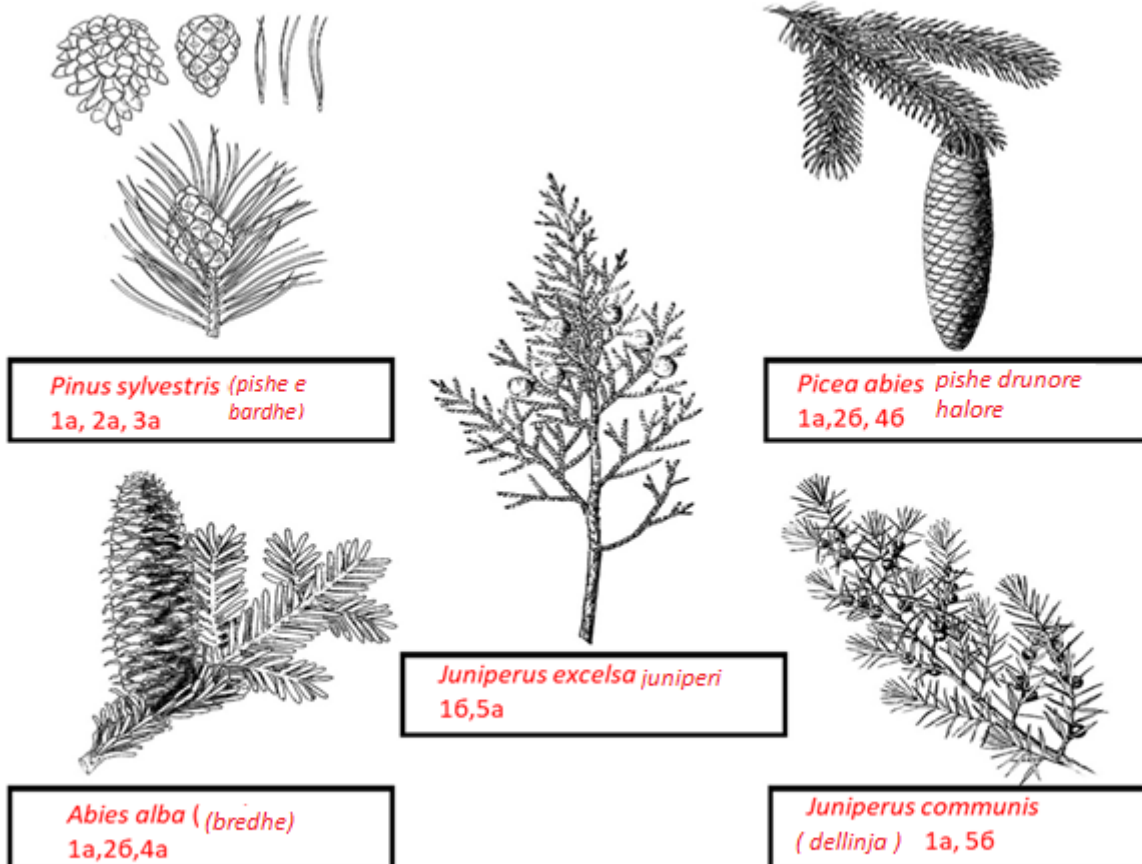 Pinus sylvestris (pishe e
bardhe)
1a, 2a, 3a
Picea abies pishe drunore
halore
1a,2б, 4б
Juniperus excelsa juniperi
1б,5a
Abies alba ( (bredhe)
1a,2б,4a
Juniperus communis
( dellinja ) 1a, 5б